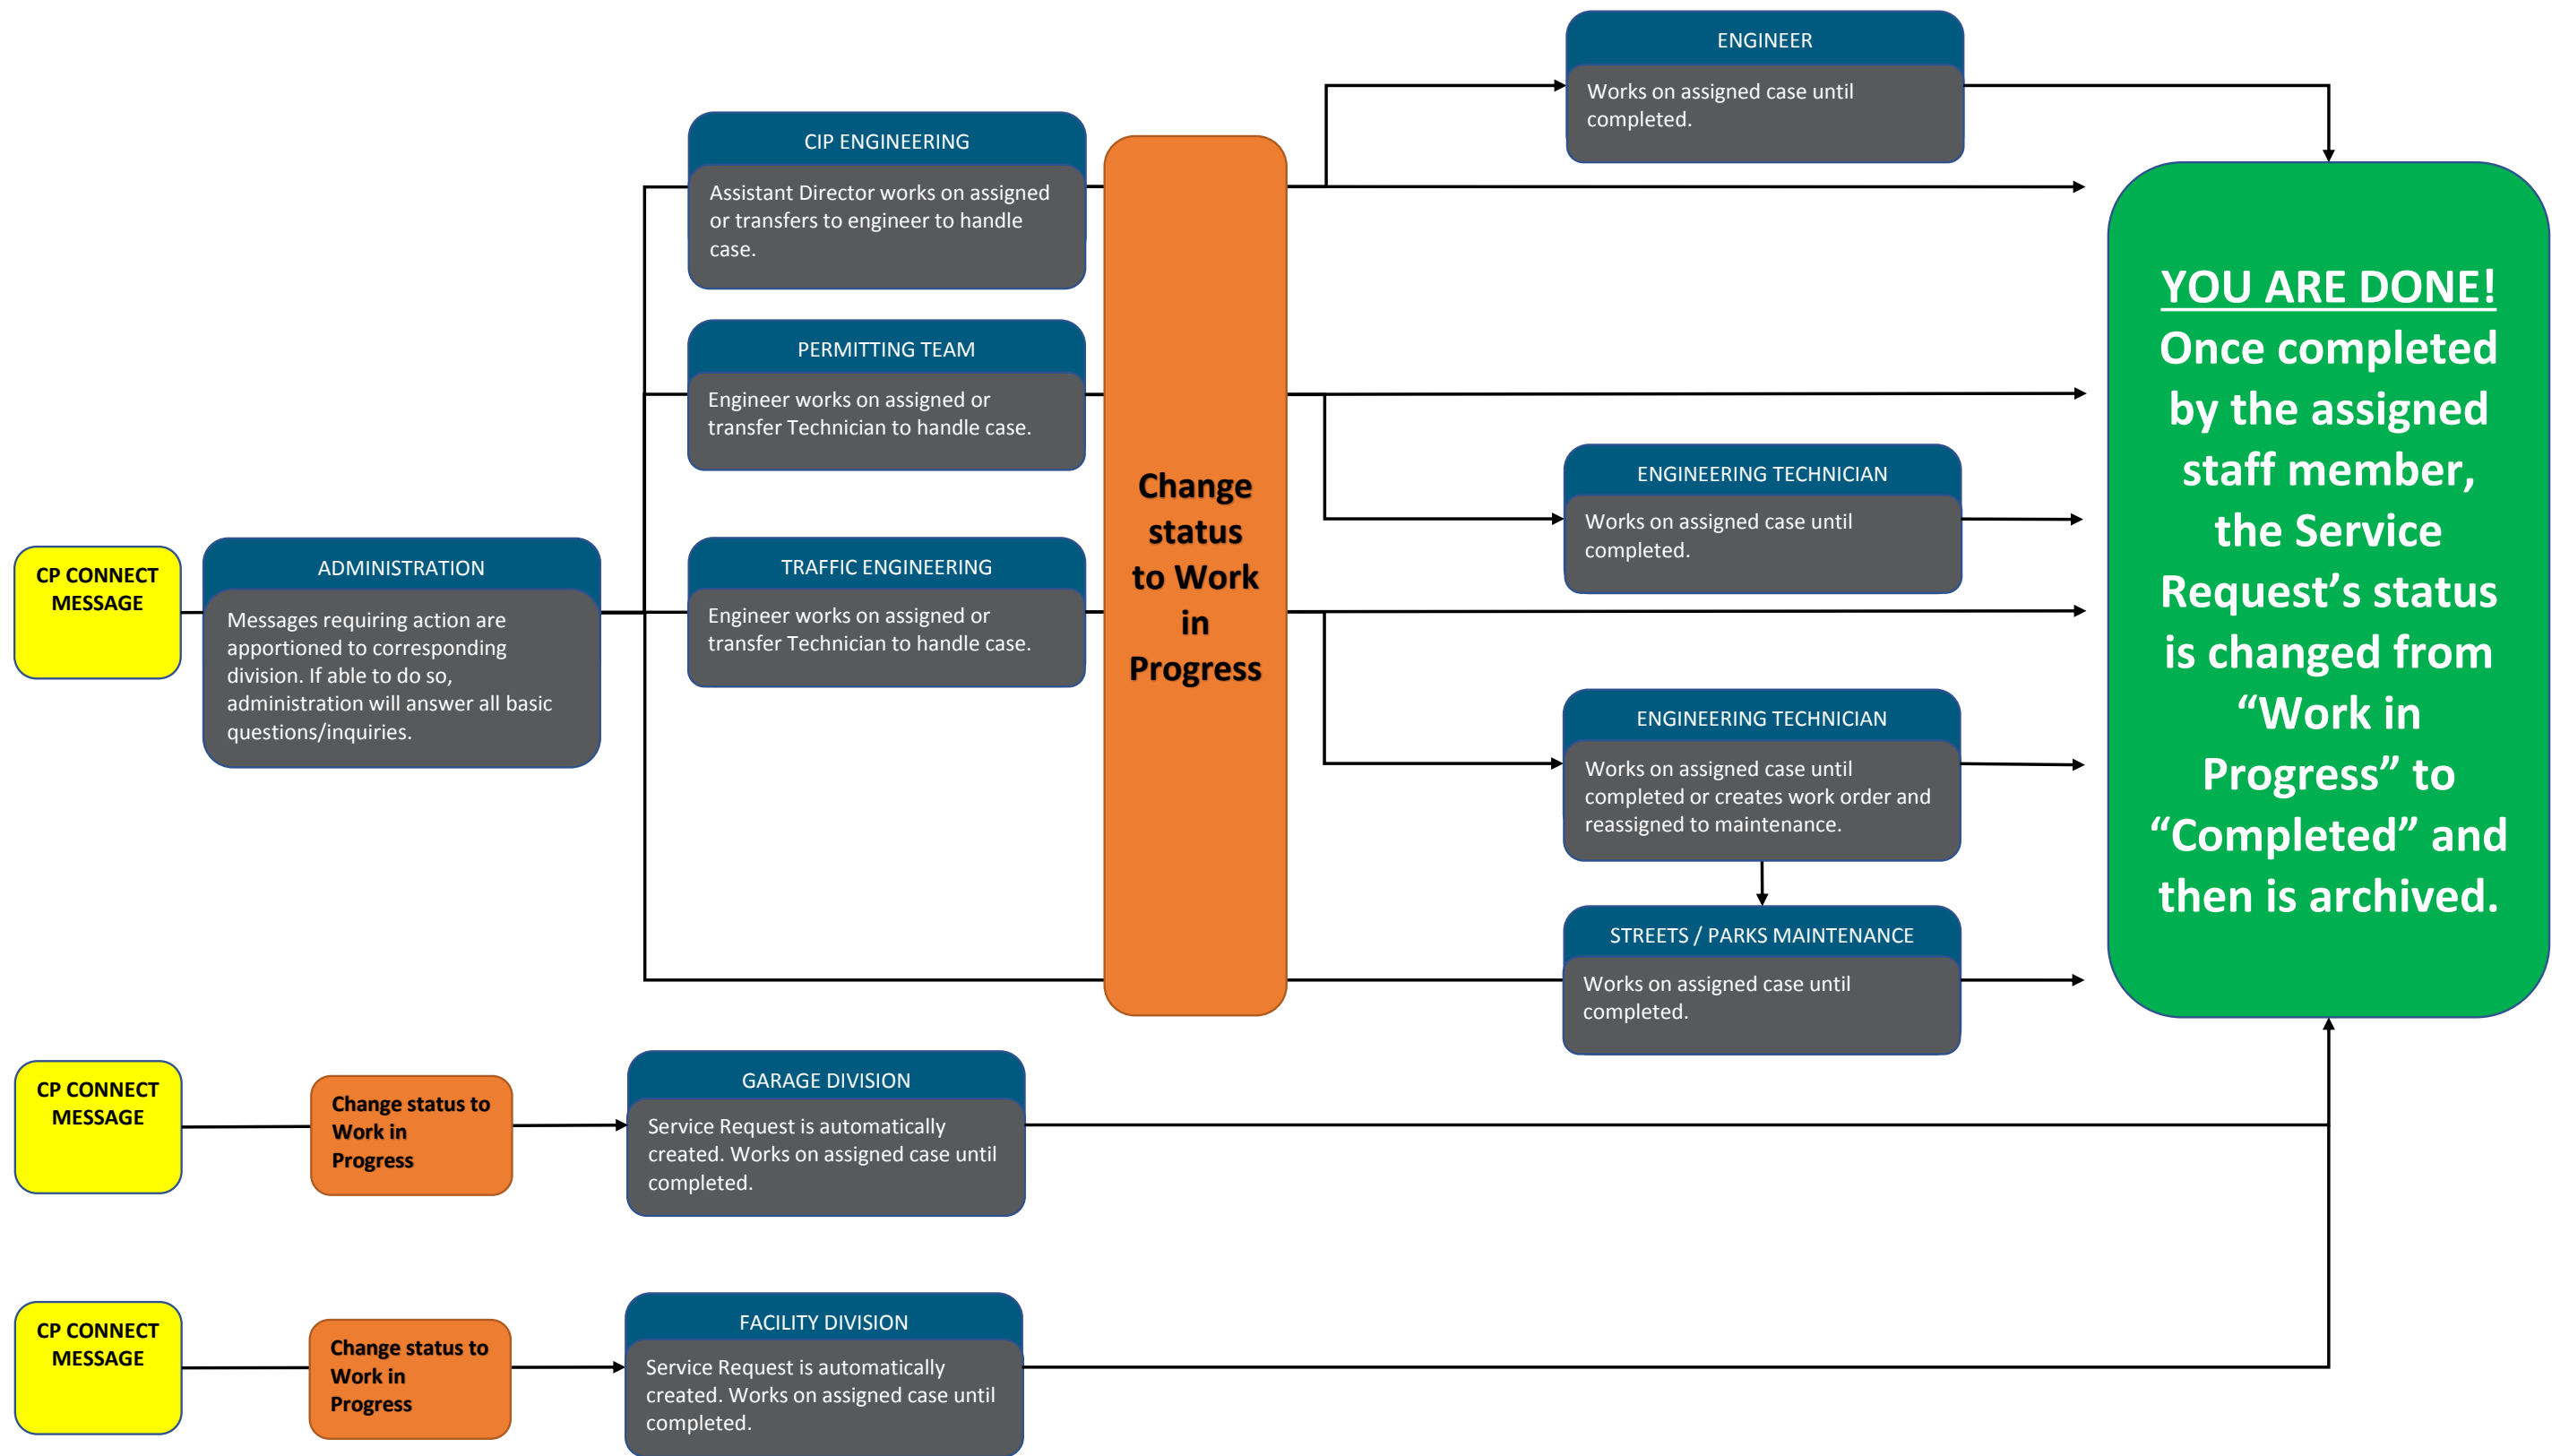 ENGINEER
Works on assigned case until
completed.
CIP ENGINEERING
Assistant Director works on assigned
or transfers to engineer to handle
case.
PERMITTING TEAM
Engineer works on assigned or
transfer Technician to handle case.
ENGINEERING TECHNICIAN
Works on assigned case until
completed.
CP CONNECT
MESSAGE
ADMINISTRATION
Messages requiring action are
apportioned to corresponding
division. If able to do so,
administration will answer all basic
questions/inquiries.
TRAFFIC ENGINEERING
Engineer works on assigned or
transfer Technician to handle case.
Change
status
to Work
in
Progress
ENGINEERING TECHNICIAN
Works on assigned case until
completed or creates work order and
reassigned to maintenance.
STREETS / PARKS MAINTENANCE
Works on assigned case until
completed.
YOU ARE DONE!
Once completed
by the assigned
staff member,
the Service
Request’s status
is changed from
“Work in
Progress” to
“Completed” and
then is archived.
CP CONNECT
MESSAGE
Change status to
Work in
Progress
GARAGE DIVISION
Service Request is automatically
created. Works on assigned case until
completed.
CP CONNECT
MESSAGE
Change status to
Work in
Progress
FACILITY DIVISION
Service Request is automatically
created. Works on assigned case until
completed.